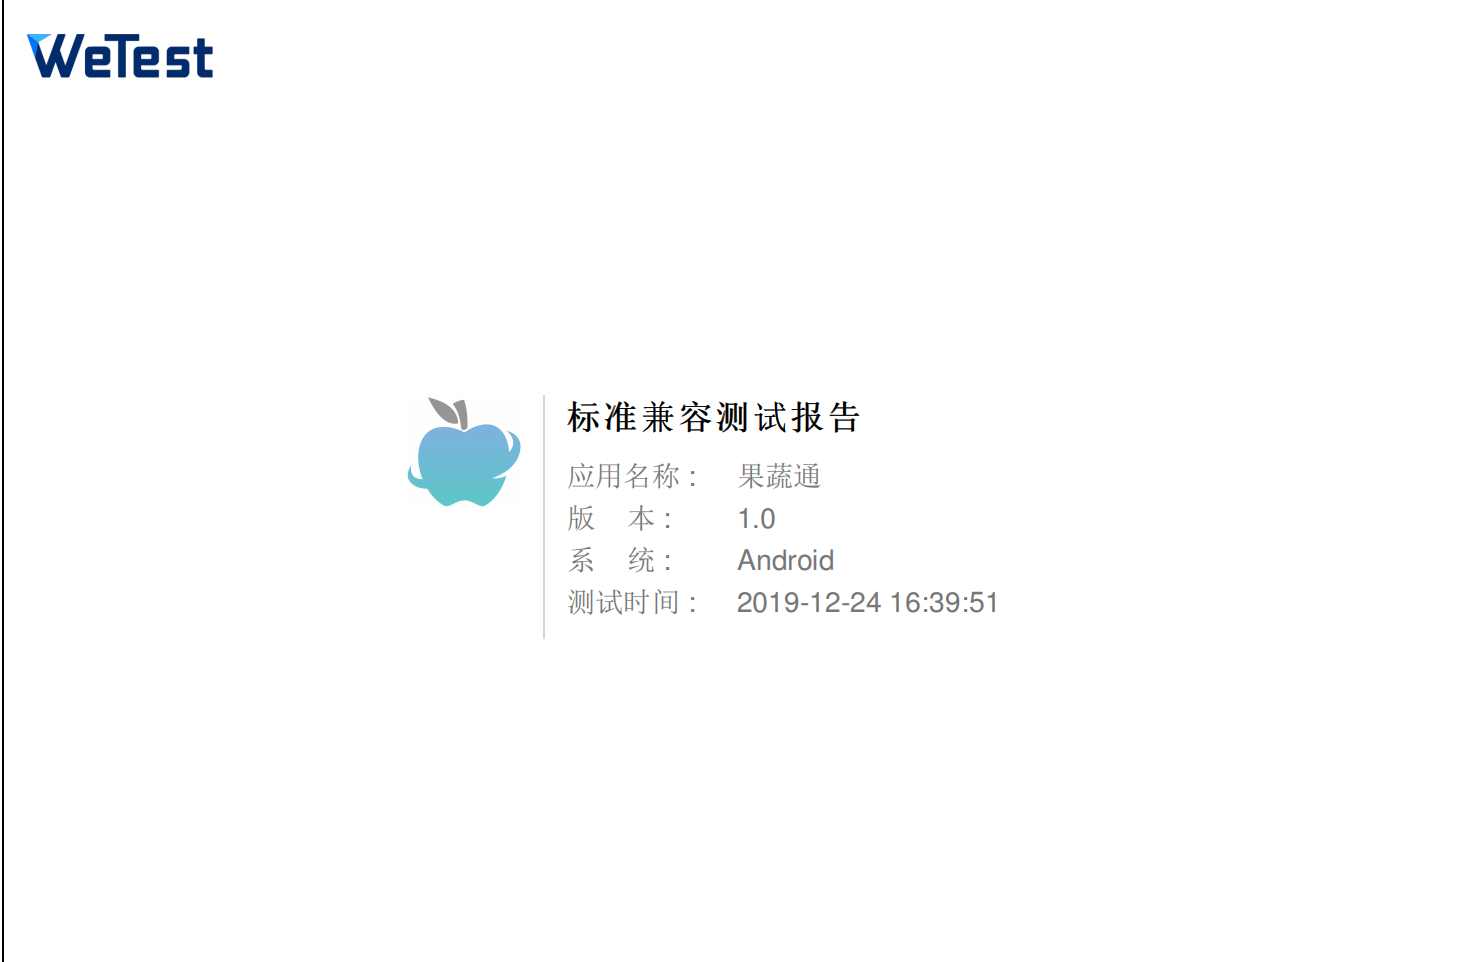 WeTest
标准兼容测试报告
应用名称： 果蔬通
版 本： 1.0
系 统： Android
测试时间： 2019-12-24 16:39:51